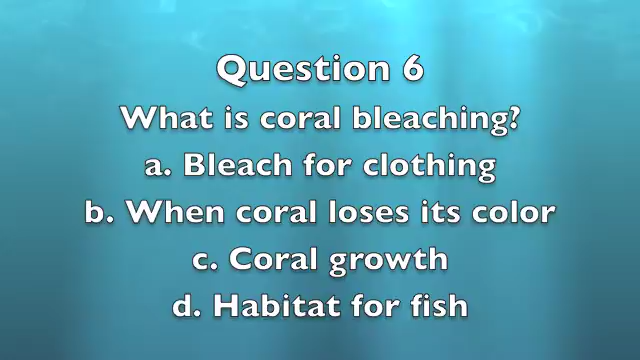 Question 6
What is coral bleaching?
a. Bleach for clothing
b. When coral loses its color
c. Coral growth
d. Habitat for fish